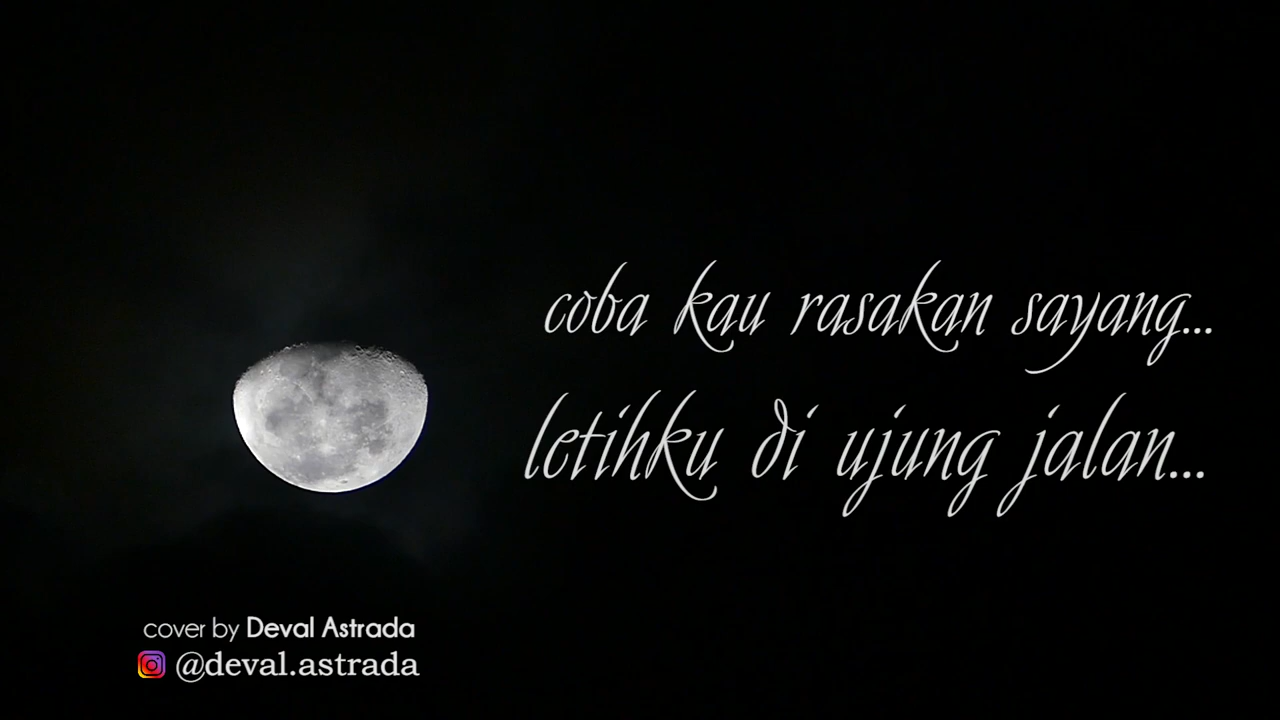 coba kau rasakan sayang...
letihku di ujung jalan...
cover by Deval Astrada
@deval.astrada